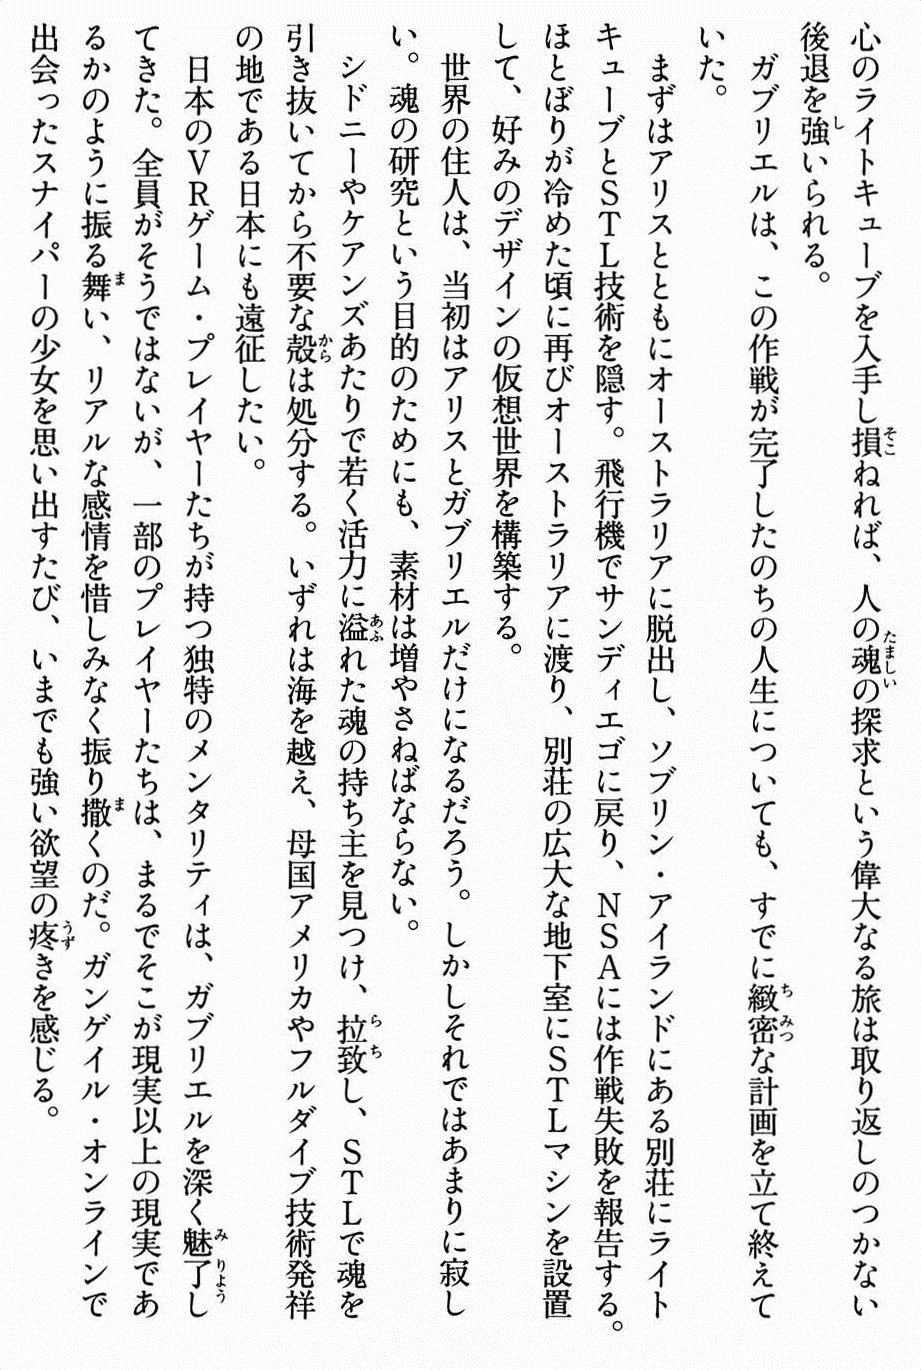 心のライトキューブを入手し損ねれば、人の魂の探求という偉大なる旅は取り返しのつかない
後退を強いられる。
ガブリエルは、この作戦が完了したのちの人生についても、すでに緻密な計画を立て終えて
いた。
まずはアリスとともにオーストラリアに脱出し、ソブリン・アイランドにある別荘にライト
キューブとSTL技術を隠す。飛行機でサンディエゴに戻り、NSAには作戦失敗を報告する。
ほとぼりが冷めた頃に再びオーストラリアに渡り、別荘の広大な地下室にSTLマシンを設置
して、好みのデザインの仮想世界を構築する。
世界の住人は、当初はアリスとガブリエルだけになるだろう。しかしそれではあまりに寂し
い。魂の研究という目的のためにも、素材は増やさねばならない。
シドニーやケアンズあたりで若く活力に溢れた魂の持ち主を見つけ、拉致し、STLで魂を
引き抜いてから不要な殻は処分する。いずれは海を越え、母国アメリカやフルダイブ技術発祥
の地である日本にも遠征したい。
日本のVRゲーム・プレイヤーたちが持つ独特のメンタリティは、ガブリエルを深く魅了し
てきた。全員がそうではないが、一部のプレイヤーたちは、まるでそこが現実以上の現実であ
るかのように振る舞い、リアルな感情を惜しみなく振り撒くのだ。ガンゲイル・オンラインで
出会ったスナイパーの少女を思い出すたび、いまでも強い欲望の疼きを感じる。